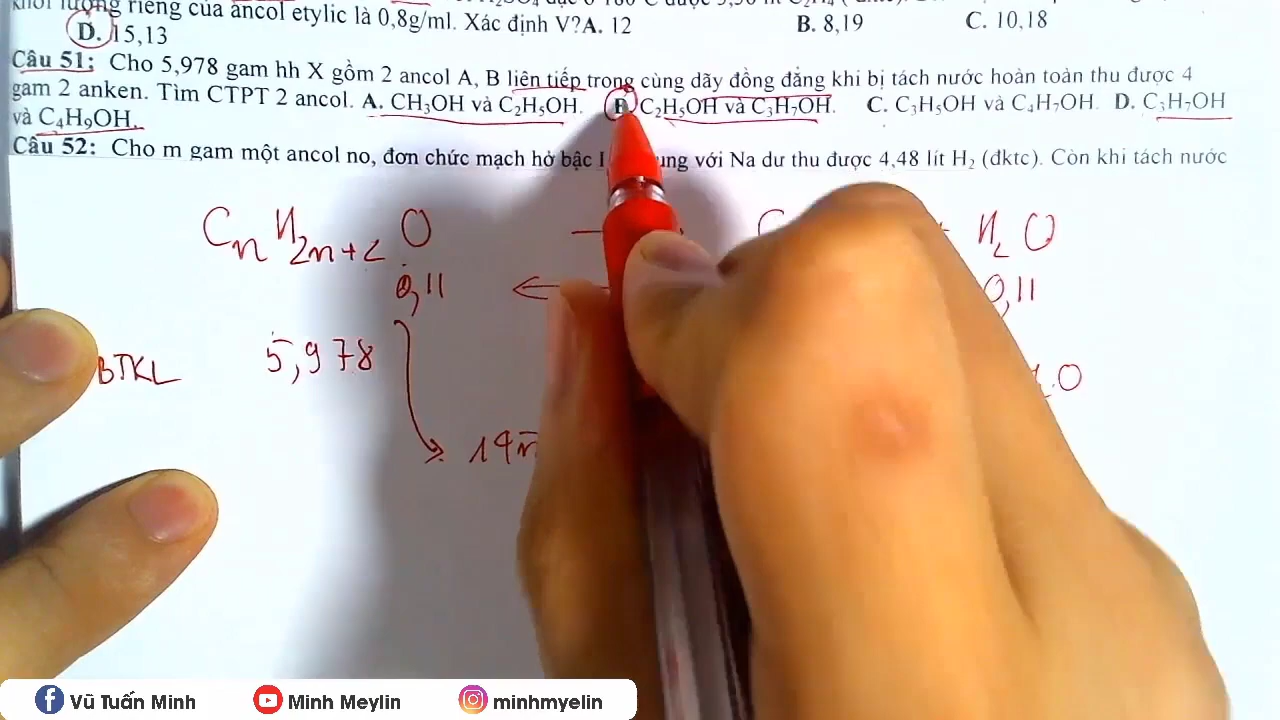 khối lượng riêng của ancol etylic là 0,8g/ml. Xác định V?A. 12 B. 8,19 C. 10,18
D. 15,13
Câu 51: Cho 5,978 gam hh X gồm 2 ancol A, B liên tiếp trong cùng dãy đồng đẳng khi bị tách nước hoàn toàn thu được 4
gam 2 anken. Tìm CTPT 2 ancol. A. CH₃OH và C₂H₅OH. B C₂H₅OH và C₃H₇OH. C. C₃H₅OH và C₄H₇OH. D. C₃H₇OH
và C₄H₉OH.
Câu 52: Cho m gam một ancol no, đơn chức mạch hở bậc I với Na dư thu được 4,48 lít H₂ (đktc). Còn khi tách nước
CnH2n+2O H₂O
0,11 0,11
BTKL 5,978
14n
Vũ Tuấn Minh Minh Meylin minhmyelin